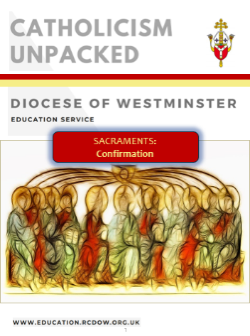 CATHOLICISM
UNPACKED
DIOCESE OF WESTMINSTER
EDUCATION SERVICE
SACRAMENTS:
Confirmation
WWW.EDUCATION.RCDOW.ORG.UK